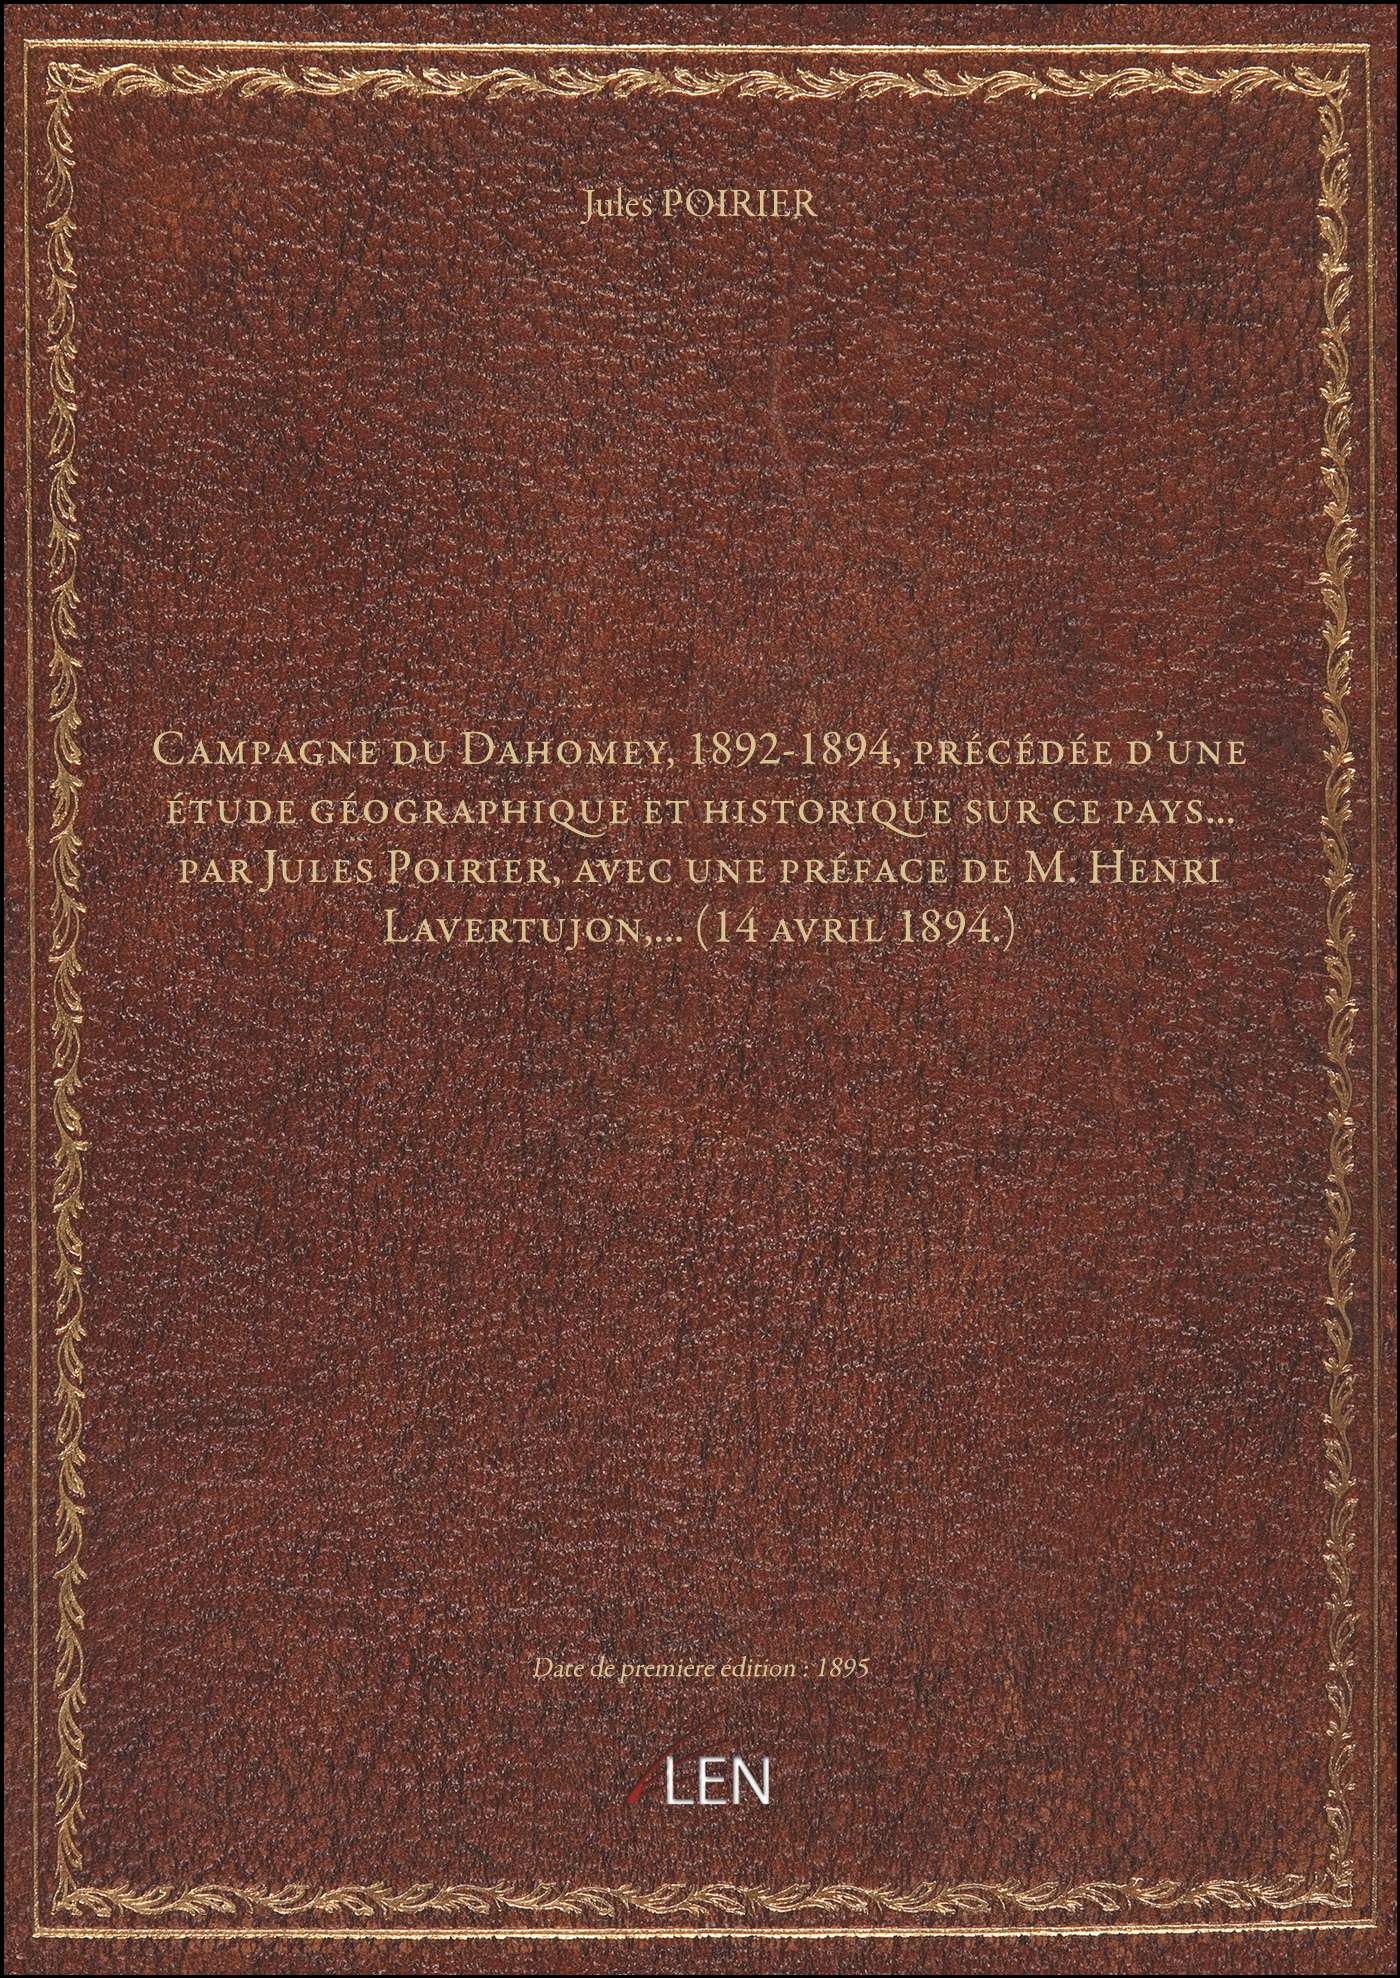 Jules POIRIER
Campagne du Dahomey, 1892-1894, précédée d'une
étude géographique et historique sur ce pays...
par Jules Poirier, avec une préface de M. Henri
Lavertujon,... (14 avril 1894.)
Date de première édition : 1895
LEN